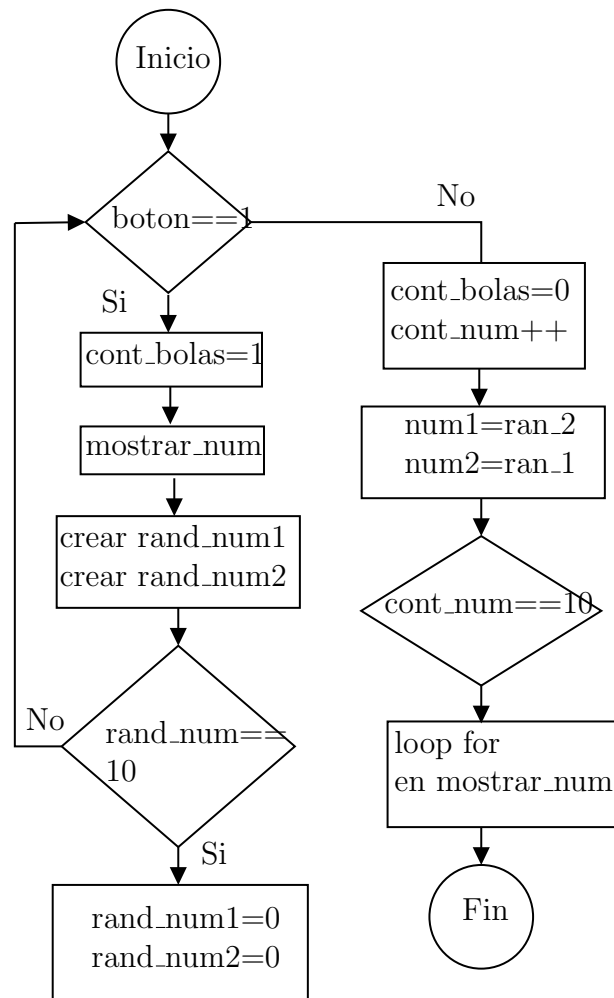 Inicio
boton==1
No
Si
cont_bolas=1
mostrar_num
crear rand_num1
crear rand_num2
rand_num==
10
No
Si
rand_num1=0
rand_num2=0
cont_bolas=0
cont_num++
num1=ran_2
num2=ran_1
cont_num==10
loop for
en mostrar_num
Fin